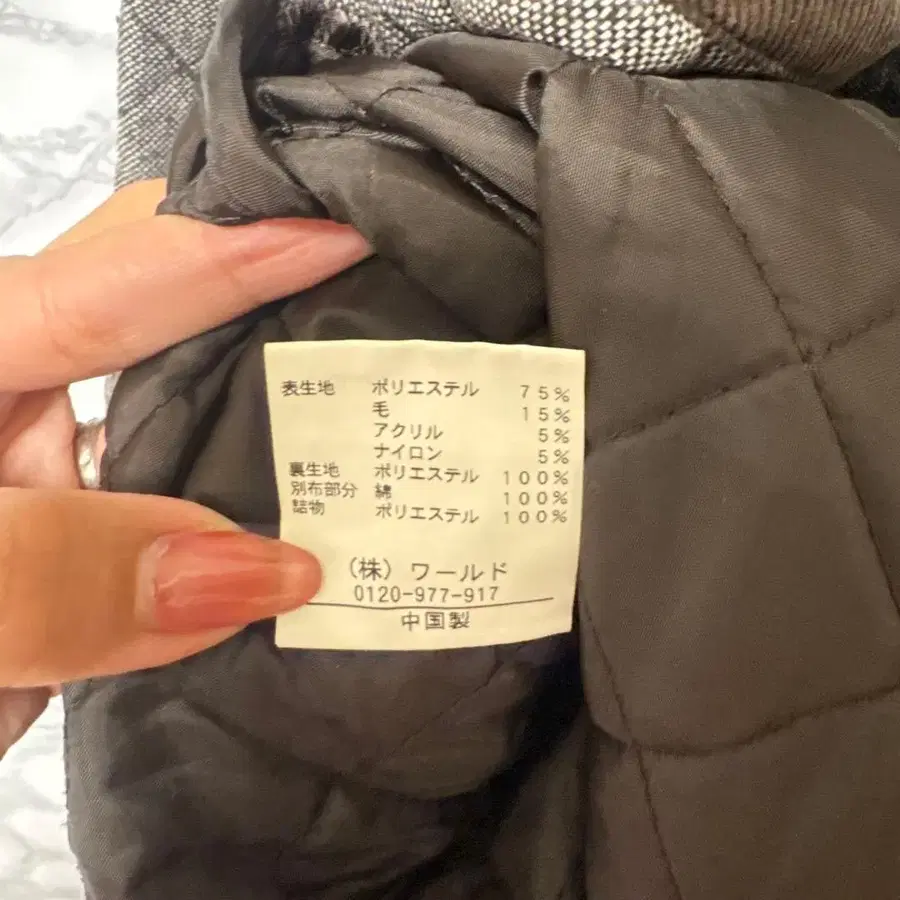 表生地 ポリエステル 75%
毛 15%
アクリル 5%
ナイロン 5%
裏生地 ポリエステル 100%
別布部分 綿 100%
詰物 ポリエステル 100%
(株)ワールド
0120-977-917
中国製